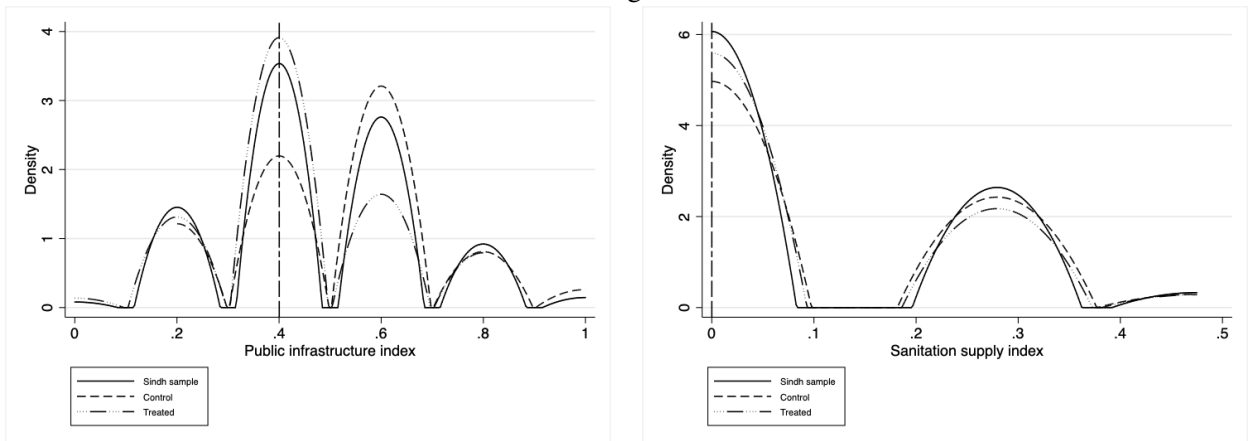 4
3
2
1
0
Density
0 .2 .4 .6 .8 1
Public infrastructure index
Sindh sample
Control
Treated
6
4
2
0
Density
0 .1 .2 .3 .4 .5
Sanitation supply index
Sindh sample
Control
Treated